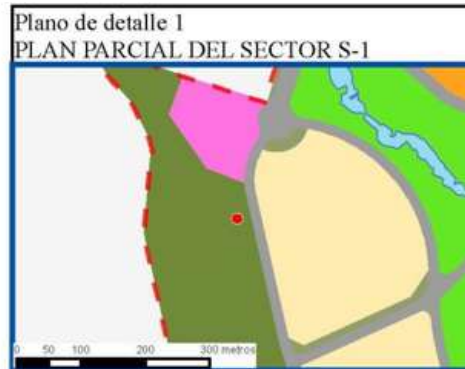 Plano de detalle 1
PLAN PARCIAL DEL SECTOR S-1
0 50 100 200 300 metros